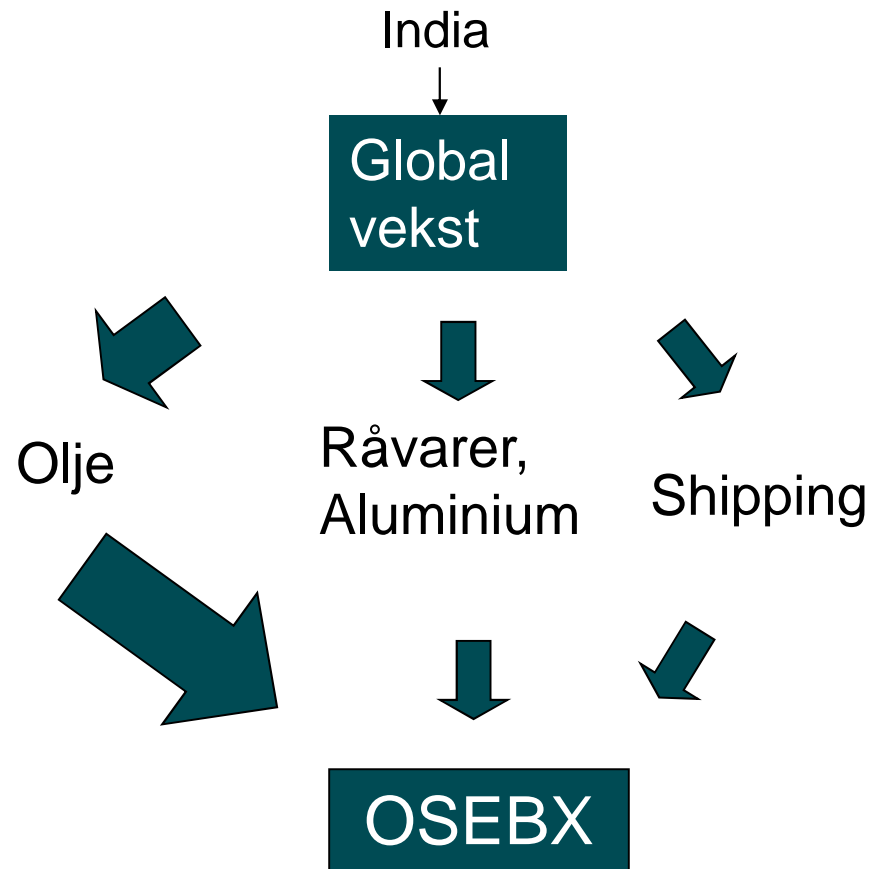 India
Global
vekst
Olje
Råvarer,
Aluminium
Shipping
OSEBX